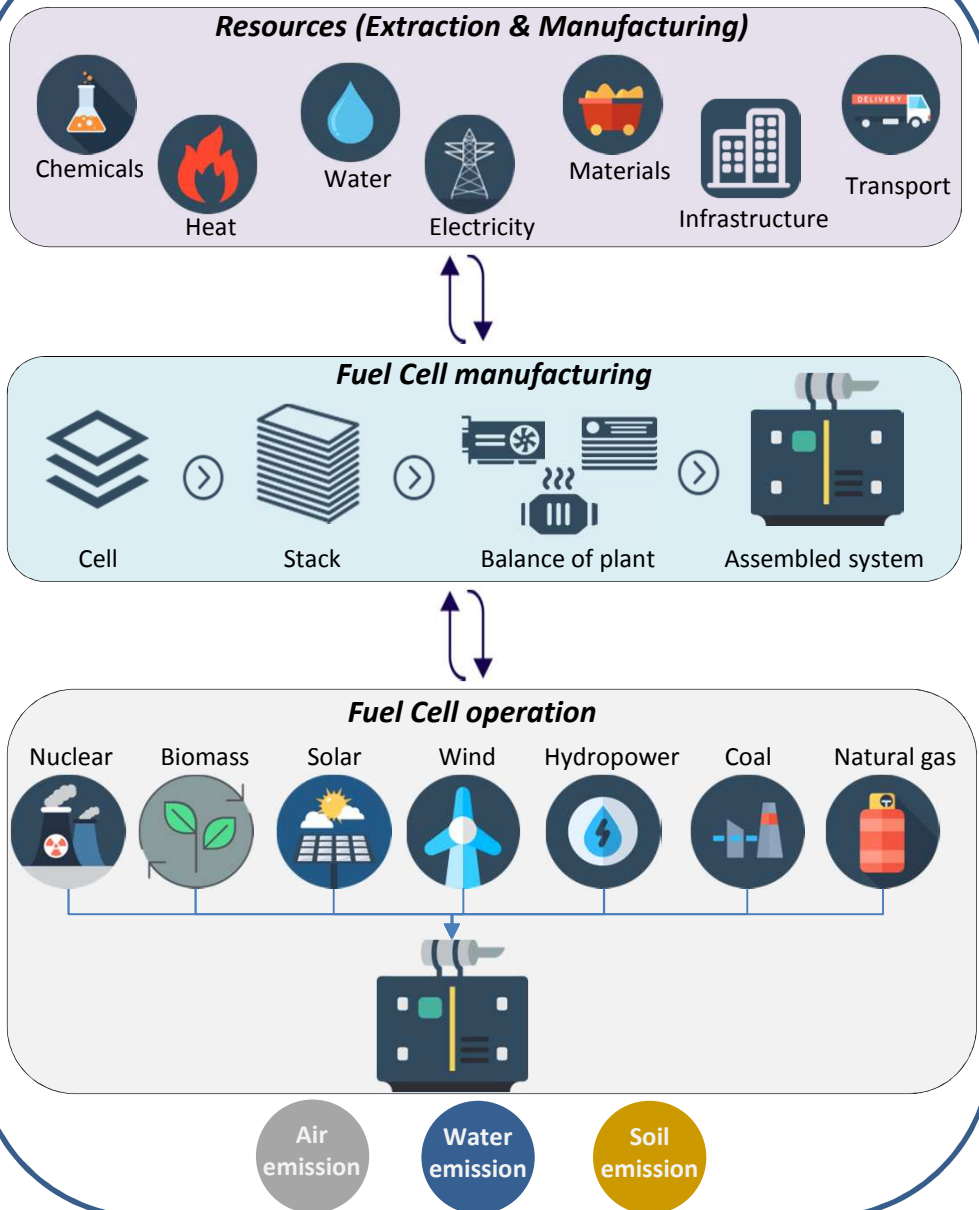 Resources (Extraction & Manufacturing)
DELIVERY
Chemicals
Heat
Water
Electricity
Materials
Infrastructure
Transport
Fuel Cell manufacturing
Cell
Stack
Balance of plant
Assembled system
Fuel Cell operation
Nuclear
Biomass
Solar
Wind
Hydropower
Coal
Natural gas
Air
emission
Water
emission
Soil
emission